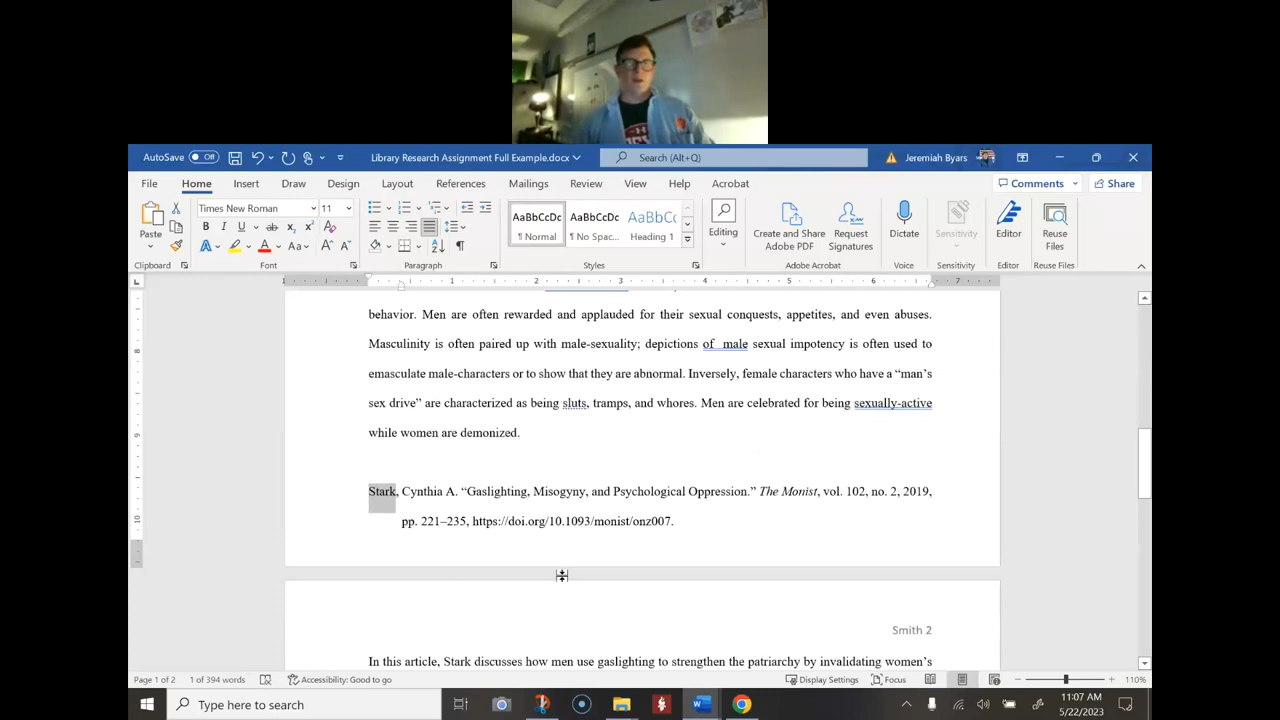 AutoSave Off Library Research Assignment Full Example.docx Search (Alt+Q) Jeremiah Byars
File Home Insert Draw Design Layout References Mailings Review View Help Acrobat Comments Share
Times New Roman 11 AaBbCcDc AaBbCcDc AaBbCc
Paste ¶ Normal ¶ No Spac... Heading 1 Editing Create and Share Adobe PDF Request Signatures Dictate Sensitivity Editor Reuse Files
Clipboard Font Paragraph Styles Adobe Acrobat Voice Sensitivity Editor Reuse Files
1 1 2 3 4 5 6 7
behavior. Men are often rewarded and applauded for their sexual conquests, appetites, and even abuses.
Masculinity is often paired up with male-sexuality; depictions of  male sexual impotency is often used to
emasculate male-characters or to show that they are abnormal. Inversely, female characters who have a “man’s
sex drive” are characterized as being sluts, tramps, and whores. Men are celebrated for being sexually-active
while women are demonized.
Stark, Cynthia A. “Gaslighting, Misogyny, and Psychological Oppression.” The Monist, vol. 102, no. 2, 2019,
pp. 221–235, https://doi.org/10.1093/monist/onz007.
Smith 2
In this article, Stark discusses how men use gaslighting to strengthen the patriarchy by invalidating women’s
Page 1 of 2 1 of 394 words Accessibility: Good to go Display Settings Focus 110%
Type here to search 11:07 AM
5/22/2023